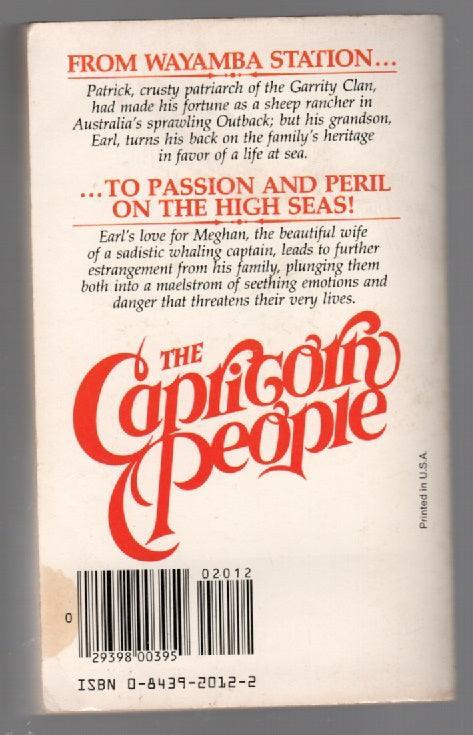 FROM WAYAMBA STATION...
Patrick, crusty patriarch of the Garrity Clan,
had made his fortune as a sheep rancher in
Australia's sprawling Outback; but his grandson,
Earl, turns his back on the family's heritage
in favor of a life at sea.
...TO PASSION AND PERIL
ON THE HIGH SEAS!
Earl's love for Meghan, the beautiful wife
of a sadistic whaling captain, leads to further
estrangement from his family, plunging them
both into a maelstrom of seething emotions and
danger that threatens their very lives.
THE
Capricorn
People
Printed in U.S.A.
02012
0
29398 00395
ISBN 0-8439-2012-2